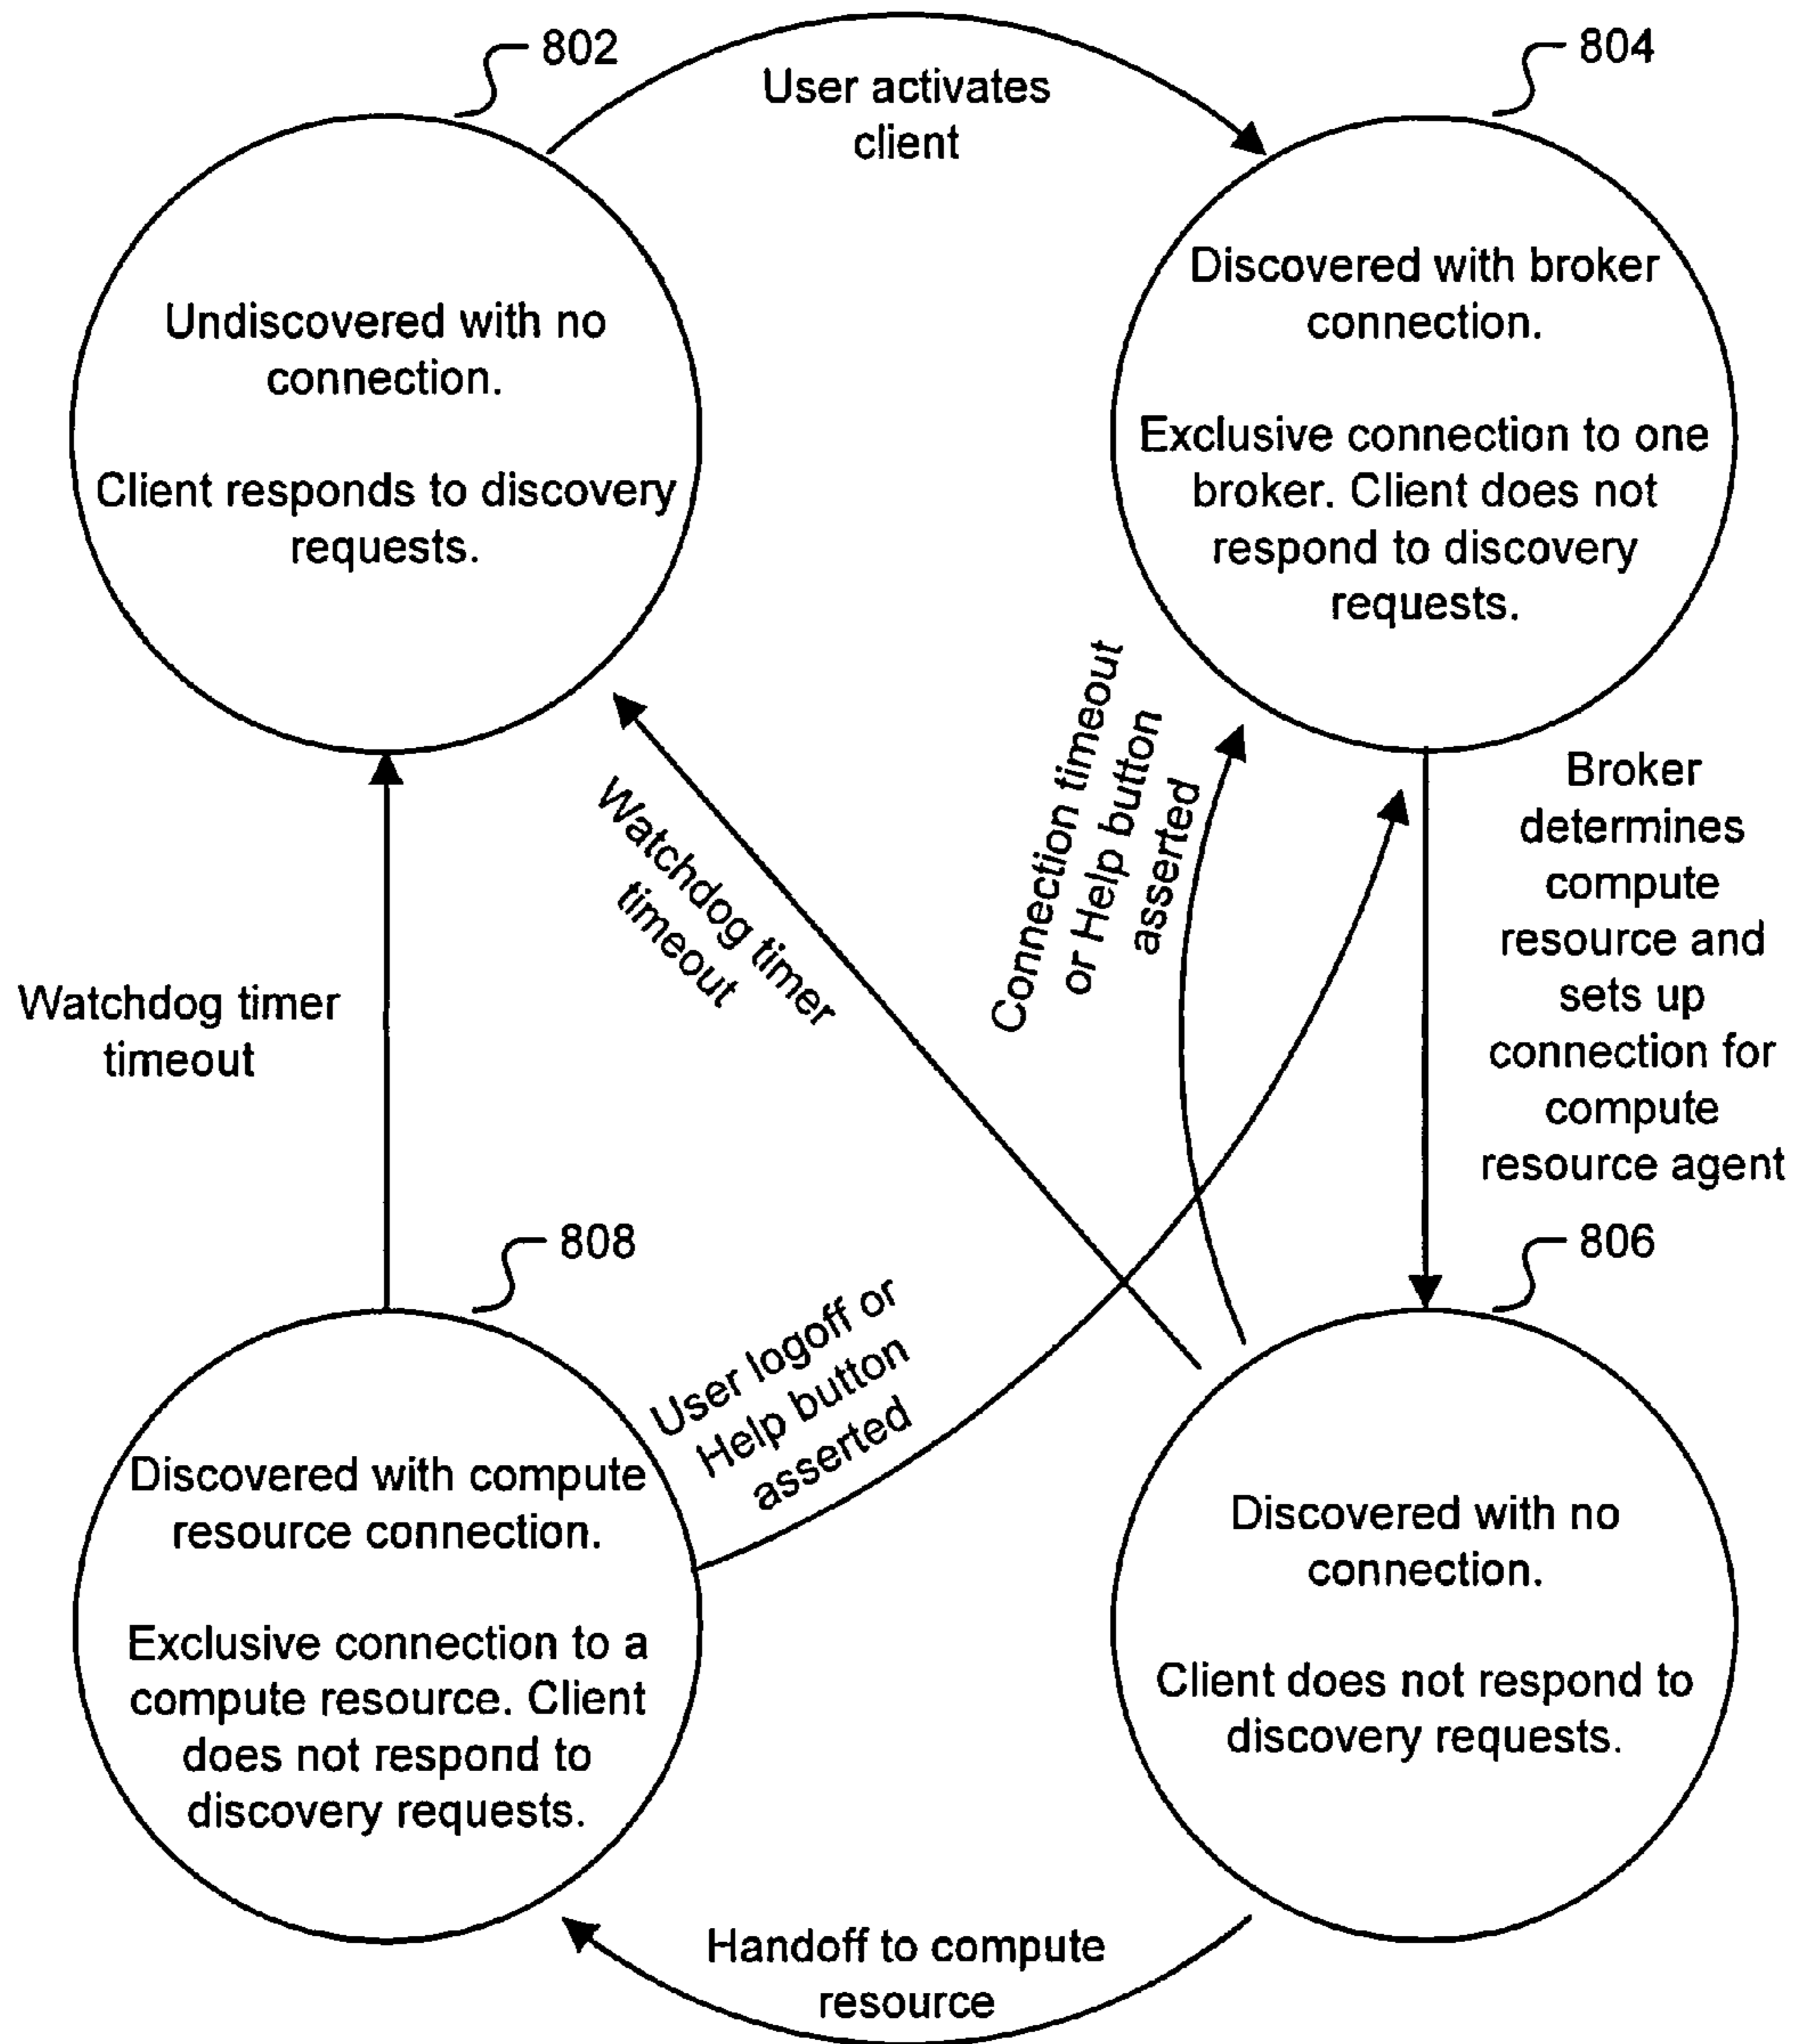 802
User activates
client
804
Undiscovered with no
connection.
Client responds to discovery
requests.
Discovered with broker
connection.
Exclusive connection to one
broker. Client does not
respond to discovery
requests.
Watchdog timer
timeout
Watchdog timer
timeout
Connection timeout
or Help button
asserted
Broker
determines
compute
resource and
sets up
connection for
compute
resource agent
808
User logoff or
Help button
asserted
806
Discovered with compute
resource connection.
Exclusive connection to a
compute resource. Client
does not respond to
discovery requests.
Discovered with no
connection.
Client does not respond to
discovery requests.
Handoff to compute
resource